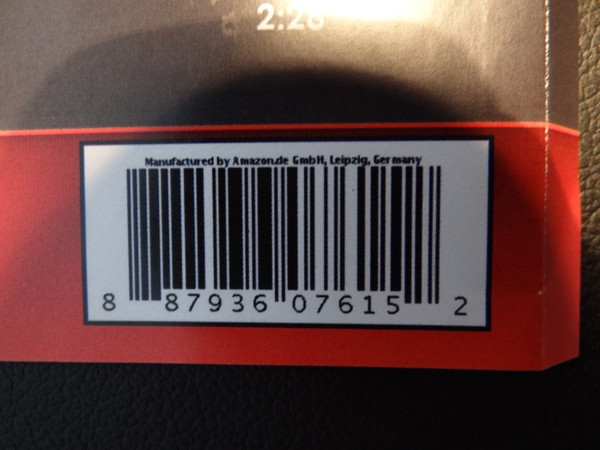 2:28
Manufactured by Amazon.de GmbH, Leipzig, Germany
8 87936 07615 2